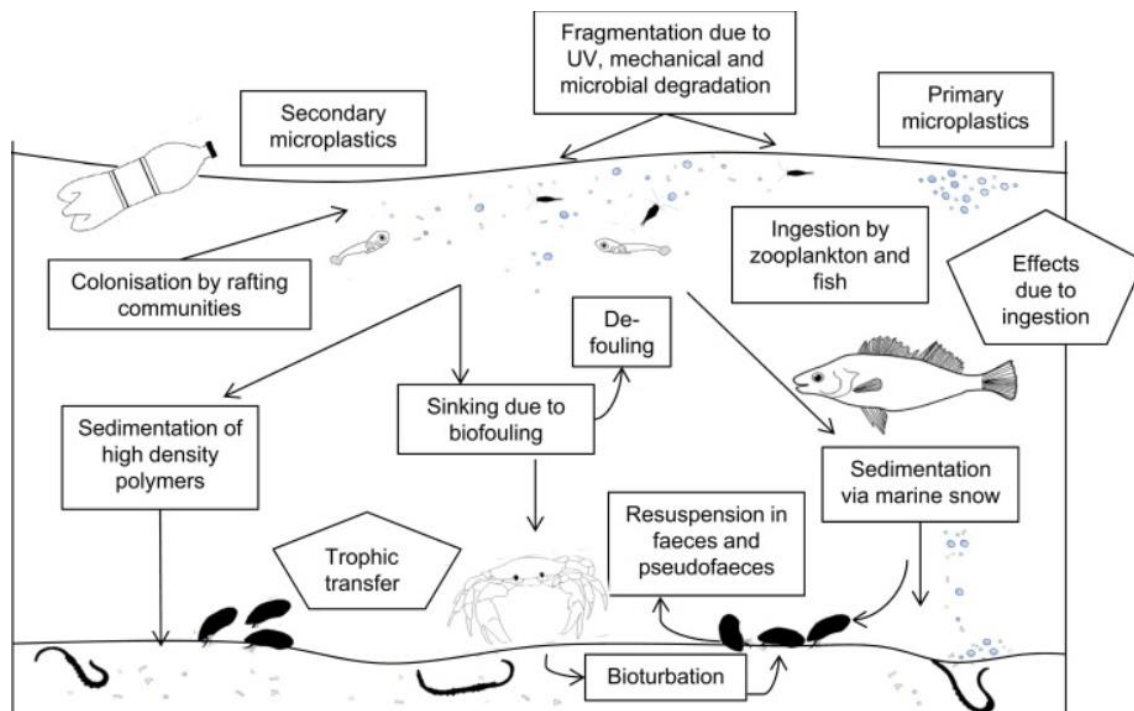 Fragmentation due to
UV, mechanical and
microbial degradation
Secondary
microplastics
Primary
microplastics
Ingestion by
zooplankton and
fish
Effects
due to
ingestion
Colonisation by rafting
communities
De-
fouling
Sinking due to
biofouling
Sedimentation of
high density
polymers
Sedimentation
via marine snow
Resuspension in
faeces and
pseudofaeces
Trophic
transfer
Bioturbation